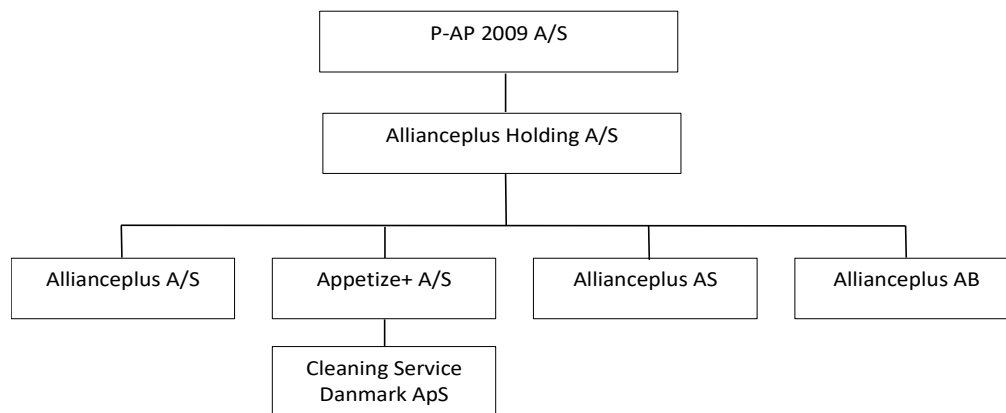 P-AP 2009 A/S
Allianceplus Holding A/S
Allianceplus A/S
Appetize+ A/S
Allianceplus AS
Allianceplus AB
Cleaning Service
Danmark ApS